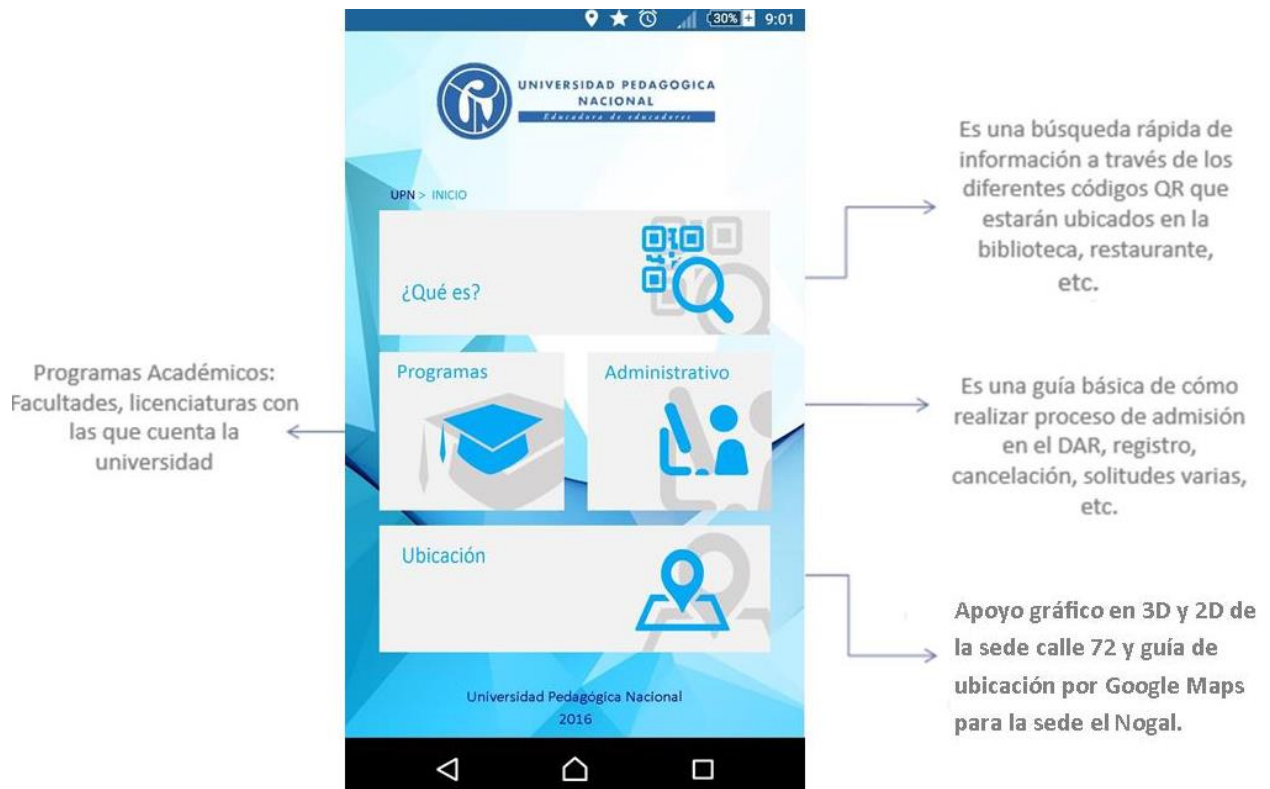 30% 9:01
UNIVERSIDAD PEDAGOGICA
NACIONAL
Educadora de educadores
UPN > INICIO
¿Qué es?
Programas
Administrativo
Ubicación
Universidad Pedagógica Nacional
2016
Programas Académicos:
Facultades, licenciaturas con
las que cuenta la
universidad
Es una búsqueda rápida de
información a través de los
diferentes códigos QR que
estarán ubicados en la
biblioteca, restaurante,
etc.
Es una guía básica de cómo
realizar proceso de admisión
en el DAR, registro,
cancelación, solitudes varias,
etc.
Apoyo gráfico en 3D y 2D de
la sede calle 72 y guía de
ubicación por Google Maps
para la sede el Nogal.